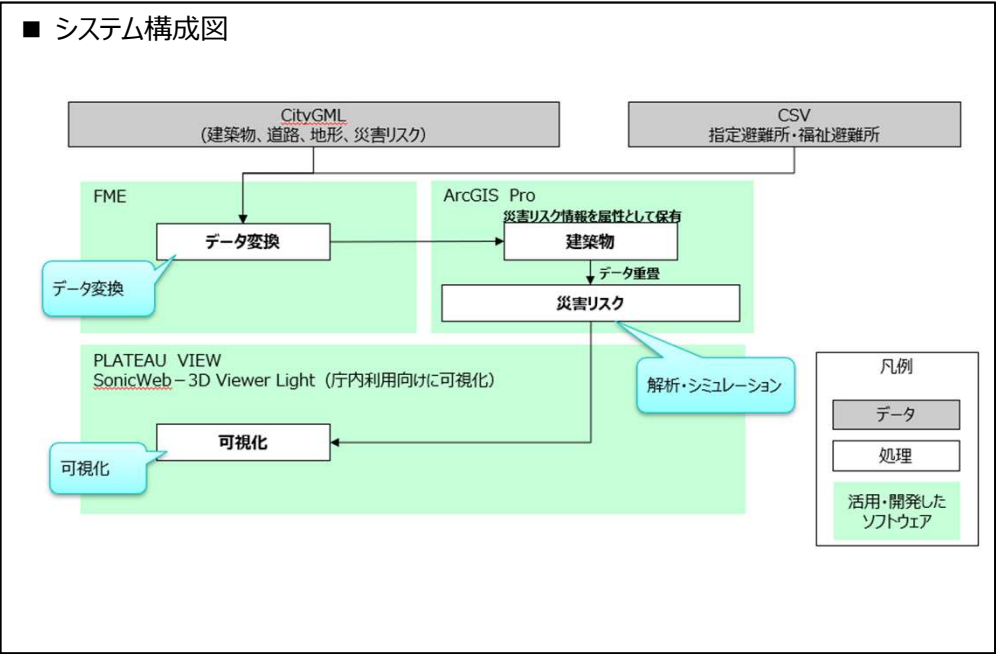 ■ システム構成図
CityGML
(建築物、道路、地形、災害リスク)
CSV
指定避難所・福祉避難所
FME
データ変換
データ変換
ArcGIS Pro
災害リスク情報を属性として保有
建築物
データ重畳
災害リスク
解析・シミュレーション
PLATEAU VIEW
SonicWeb－3D Viewer Light（庁内利用向けに可視化）
可視化
可視化
凡例
データ
処理
活用・開発した
ソフトウェア